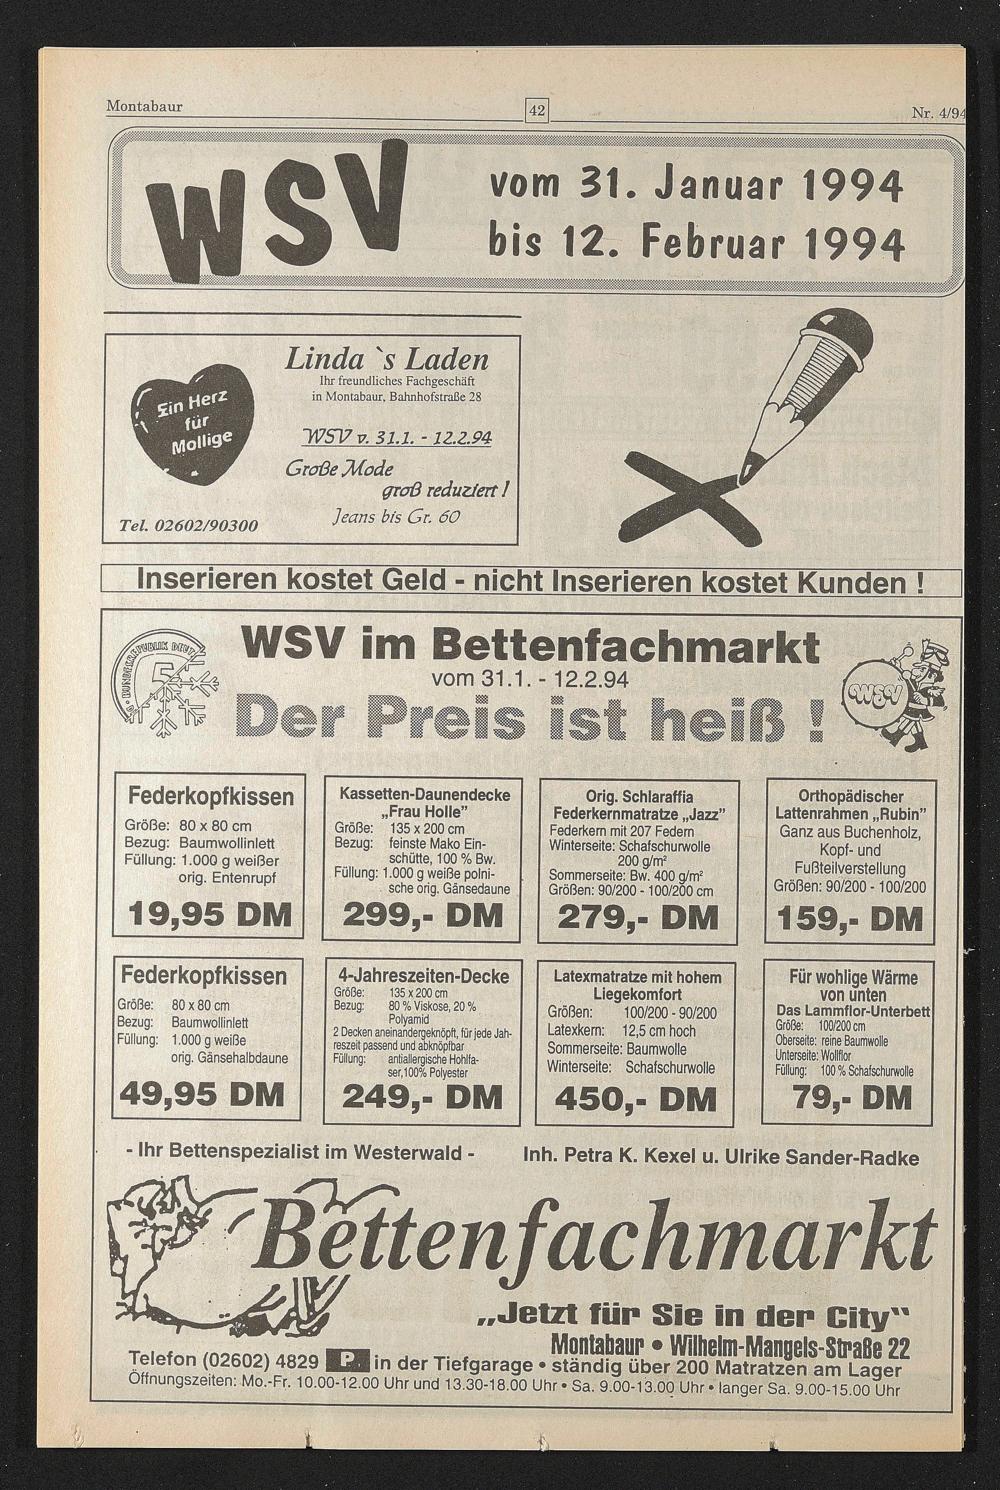 Montabaur
42
Nr. 4/94
WSV
vom 31. Januar 1994
bis 12. Februar 1994
Ein Herz
für
Mollige
Tel. 02602/90300
Linda `s Laden
Ihr freundliches Fachgeschäft
in Montabaur, Bahnhofstraße 28
WSV v. 31.1. - 12.2.94
Große Mode
groß reduziert !
Jeans bis Gr. 60
Inserieren kostet Geld - nicht Inserieren kostet Kunden !
WSV im Bettenfachmarkt
vom 31.1. - 12.2.94
Der Preis ist heiß !
5
WSV
Federkopfkissen
Größe: 80 x 80 cm
Bezug: Baumwollinlett
Füllung: 1.000 g weißer
orig. Entenrupf
19,95 DM
Kassetten-Daunendecke
„Frau Holle”
Größe: 135 x 200 cm
Bezug: feinste Mako Ein-
schütte, 100 % Bw.
Füllung: 1.000 g weiße polni-
sche orig. Gänsedaune
299,- DM
Orig. Schlaraffia
Federkernmatratze „Jazz”
Federkern mit 207 Federn
Winterseite: Schafschurwolle
200 g/m²
Sommerseite: Bw. 400 g/m²
Größen: 90/200 - 100/200 cm
279,- DM
Orthopädischer
Lattenrahmen „Rubin”
Ganz aus Buchenholz,
Kopf- und
Fußteilverstellung
Größen: 90/200 - 100/200
159,- DM
Federkopfkissen
Größe: 80 x 80 cm
Bezug: Baumwollinlett
Füllung: 1.000 g weiße
orig. Gänsehalbdaune
49,95 DM
4-Jahreszeiten-Decke
Größe: 135 x 200 cm
Bezug: 80 % Viskose, 20 %
Polyamid
2 Decken aneinandergeknöpft, für jede Jah-
reszeit passend und abknöpfbar
Füllung: antiallergische Hohlfa-
ser,100% Polyester
249,- DM
Latexmatratze mit hohem
Liegekomfort
Größen: 100/200 - 90/200
Latexkern: 12,5 cm hoch
Sommerseite: Baumwolle
Winterseite: Schafschurwolle
450,- DM
Für wohlige Wärme
von unten
Das Lammflor-Unterbett
Größe: 100/200 cm
Oberseite: reine Baumwolle
Unterseite: Wollflor
Füllung: 100 % Schafschurwolle
79,- DM
- Ihr Bettenspezialist im Westerwald -
Inh. Petra K. Kexel u. Ulrike Sander-Radke
Bettenfachmarkt
„Jetzt für Sie in der City“
Montabaur • Wilhelm-Mangels-Straße 22
Telefon (02602) 4829 P. in der Tiefgarage • ständig über 200 Matratzen am Lager
Öffnungszeiten: Mo.-Fr. 10.00-12.00 Uhr und 13.30-18.00 Uhr • Sa. 9.00-13.00 Uhr • langer Sa. 9.00-15.00 Uhr